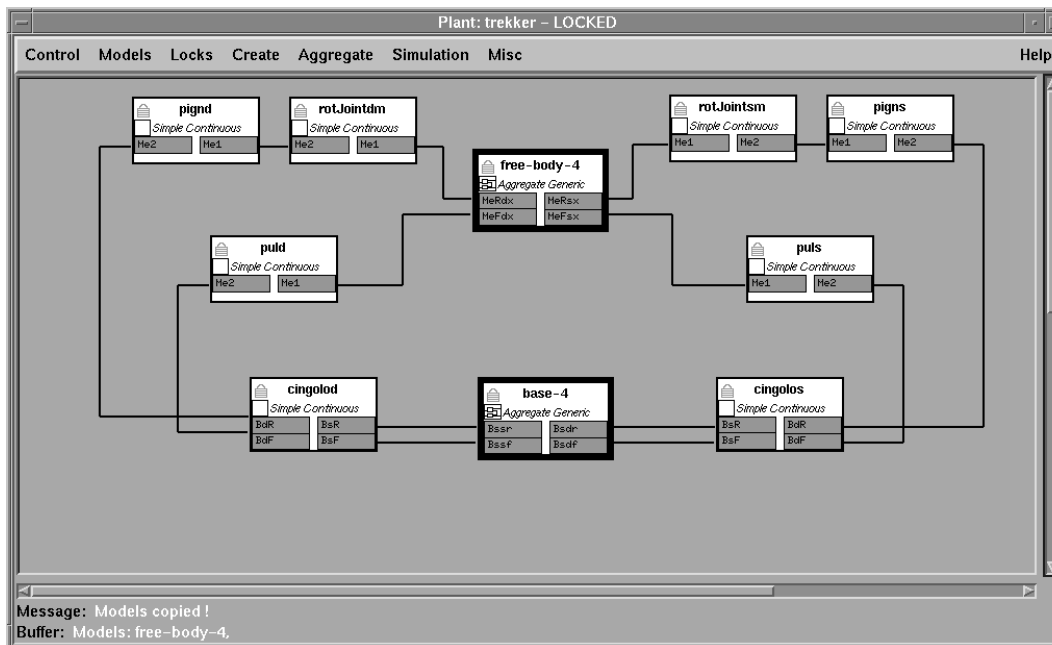 Plant: trekker – LOCKED
Control Models Locks Create Aggregate Simulation Misc Help
pignd
Simple Continuous
Me2 Me1
rotJointdm
Simple Continuous
Me2 Me1
rotJointsm
Simple Continuous
Me1 Me2
pigns
Simple Continuous
Me1 Me2
free-body-4
Aggregate Generic
MeRdx MeRsx
MeFdx MeFsx
puld
Simple Continuous
Me2 Me1
puls
Simple Continuous
Me1 Me2
cingolod
Simple Continuous
BdR BsR
BdF BsF
base-4
Aggregate Generic
Bssr Bsdr
Bssf Bsdf
cingolos
Simple Continuous
BsR BdR
BsF BdF
Message: Models copied !
Buffer: Models: free-body-4,